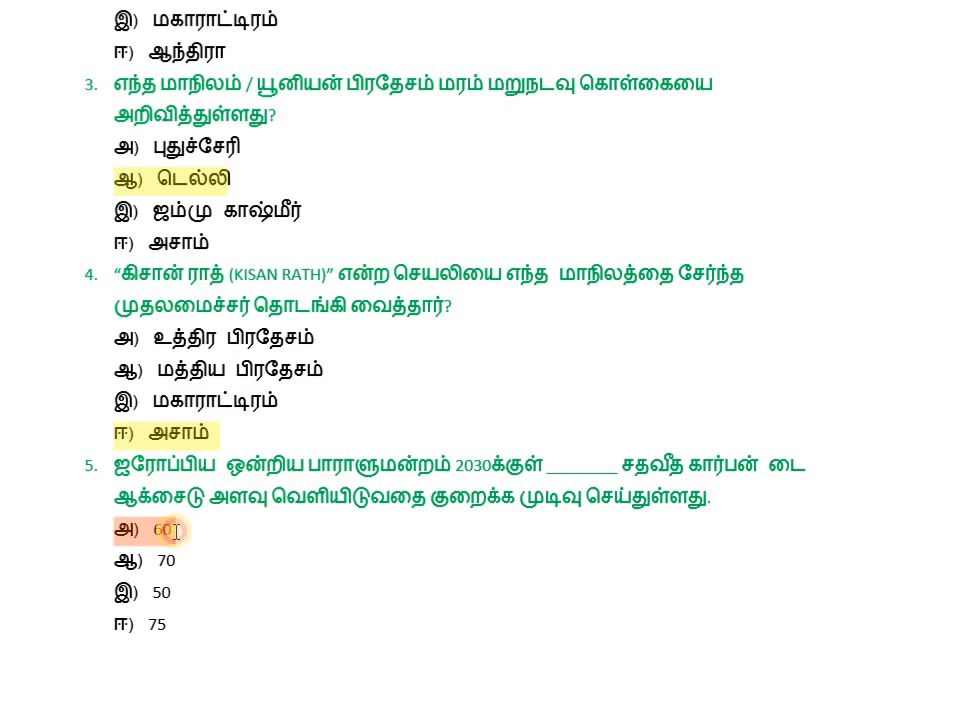 இ) மகாராட்டிரம்
ஈ) ஆந்திரா
3. எந்த மாநிலம் / யூனியன் பிரதேசம் மரம் மறுநடவு கொள்கையை
அறிவித்துள்ளது?
அ) புதுச்சேரி
ஆ) டெல்லி
இ) ஜம்மு காஷ்மீர்
ஈ) அசாம்
4. “கிசான் ராத் (KISAN RATH)” என்ற செயலியை எந்த மாநிலத்தை சேர்ந்த
முதலமைச்சர் தொடங்கி வைத்தார்?
அ) உத்திர பிரதேசம்
ஆ) மத்திய பிரதேசம்
இ) மகாராட்டிரம்
ஈ) அசாம்
5. ஐரோப்பிய ஒன்றிய பாராளுமன்றம் 2030க்குள் _______ சதவீத கார்பன் டை
ஆக்சைடு அளவு வெளியிடுவதை குறைக்க முடிவு செய்துள்ளது.
அ) 60
ஆ) 70
இ) 50
ஈ) 75